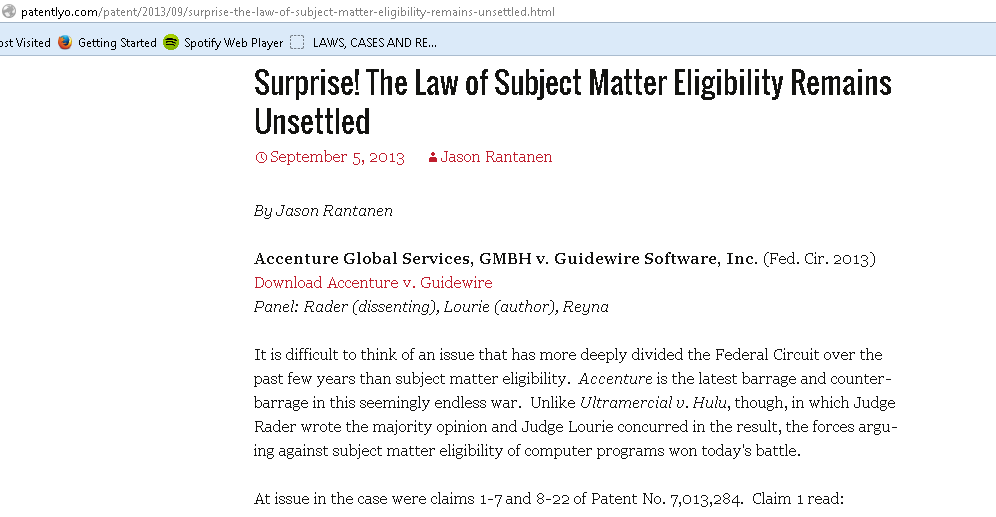 patentlyo.com/patent/2013/09/surprise-the-law-of-subject-matter-eligibility-remains-unsettled.html
ost Visited Getting Started Spotify Web Player LAWS, CASES AND RE...
Surprise! The Law of Subject Matter Eligibility Remains
Unsettled
September 5, 2013 Jason Rantanen
By Jason Rantanen
Accenture Global Services, GMBH v. Guidewire Software, Inc. (Fed. Cir. 2013)
Download Accenture v. Guidewire
Panel: Rader (dissenting), Lourie (author), Reyna
It is difficult to think of an issue that has more deeply divided the Federal Circuit over the
past few years than subject matter eligibility. Accenture is the latest barrage and counter-
barrage in this seemingly endless war. Unlike Ultramercial v. Hulu, though, in which Judge
Rader wrote the majority opinion and Judge Lourie concurred in the result, the forces argu-
ing against subject matter eligibility of computer programs won today's battle.
At issue in the case were claims 1-7 and 8-22 of Patent No. 7,013,284. Claim 1 read: